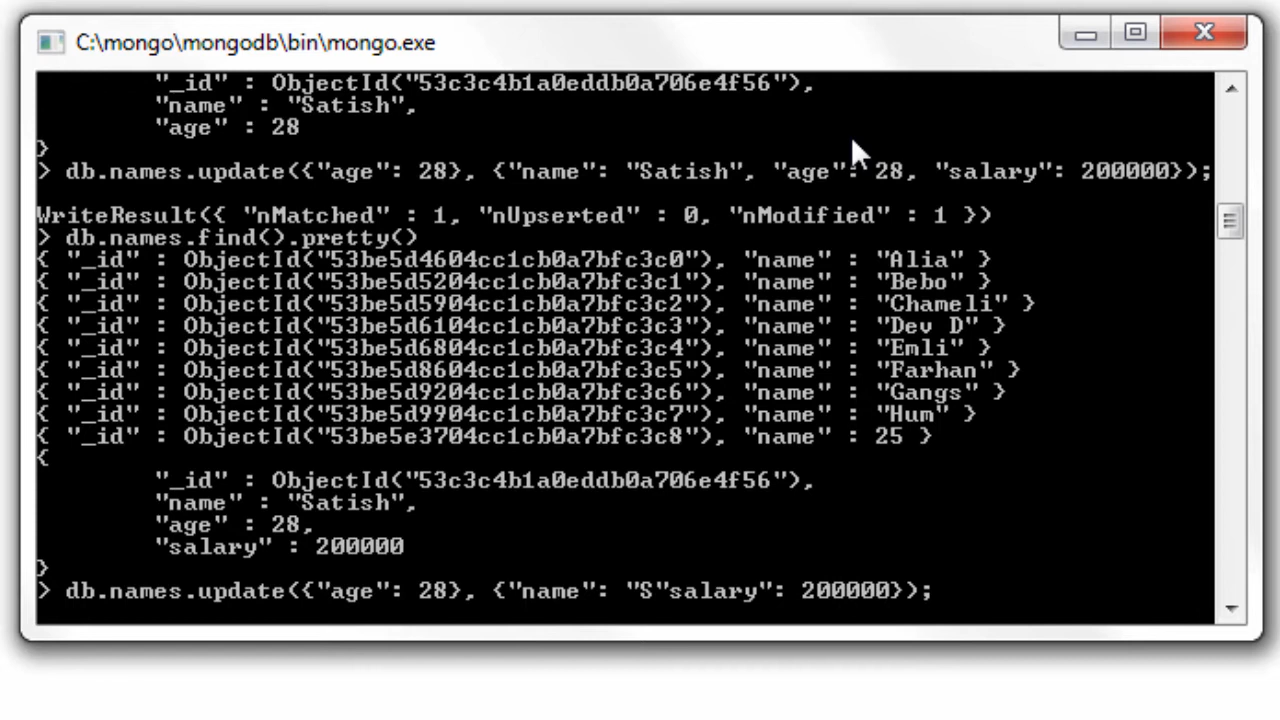 C:\mongo\mongodb\bin\mongo.exe
"_id" : ObjectId("53c3c4b1a0eddb0a706e4f56"),
"name" : "Satish",
"age" : 28
}
> db.names.update({"age": 28}, {"name": "Satish", "age": 28, "salary": 200000});
WriteResult({ "nMatched" : 1, "nUpserted" : 0, "nModified" : 1 })
> db.names.find().pretty()
{ "_id" : ObjectId("53be5d4604cc1cb0a7bfc3c0"), "name" : "Alia" }
{ "_id" : ObjectId("53be5d5204cc1cb0a7bfc3c1"), "name" : "Bebo" }
{ "_id" : ObjectId("53be5d5904cc1cb0a7bfc3c2"), "name" : "Chameli" }
{ "_id" : ObjectId("53be5d6104cc1cb0a7bfc3c3"), "name" : "Dev D" }
{ "_id" : ObjectId("53be5d6804cc1cb0a7bfc3c4"), "name" : "Emli" }
{ "_id" : ObjectId("53be5d8604cc1cb0a7bfc3c5"), "name" : "Farhan" }
{ "_id" : ObjectId("53be5d9204cc1cb0a7bfc3c6"), "name" : "Gangs" }
{ "_id" : ObjectId("53be5d9904cc1cb0a7bfc3c7"), "name" : "Hum" }
{ "_id" : ObjectId("53be5e3704cc1cb0a7bfc3c8"), "name" : 25 }
{
"_id" : ObjectId("53c3c4b1a0eddb0a706e4f56"),
"name" : "Satish",
"age" : 28,
"salary" : 200000
}
> db.names.update({"age": 28}, {"name": "S"salary": 200000});